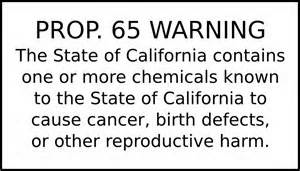 PROP. 65 WARNING
The State of California contains
one or more chemicals known
to the State of California to
cause cancer, birth defects,
or other reproductive harm.